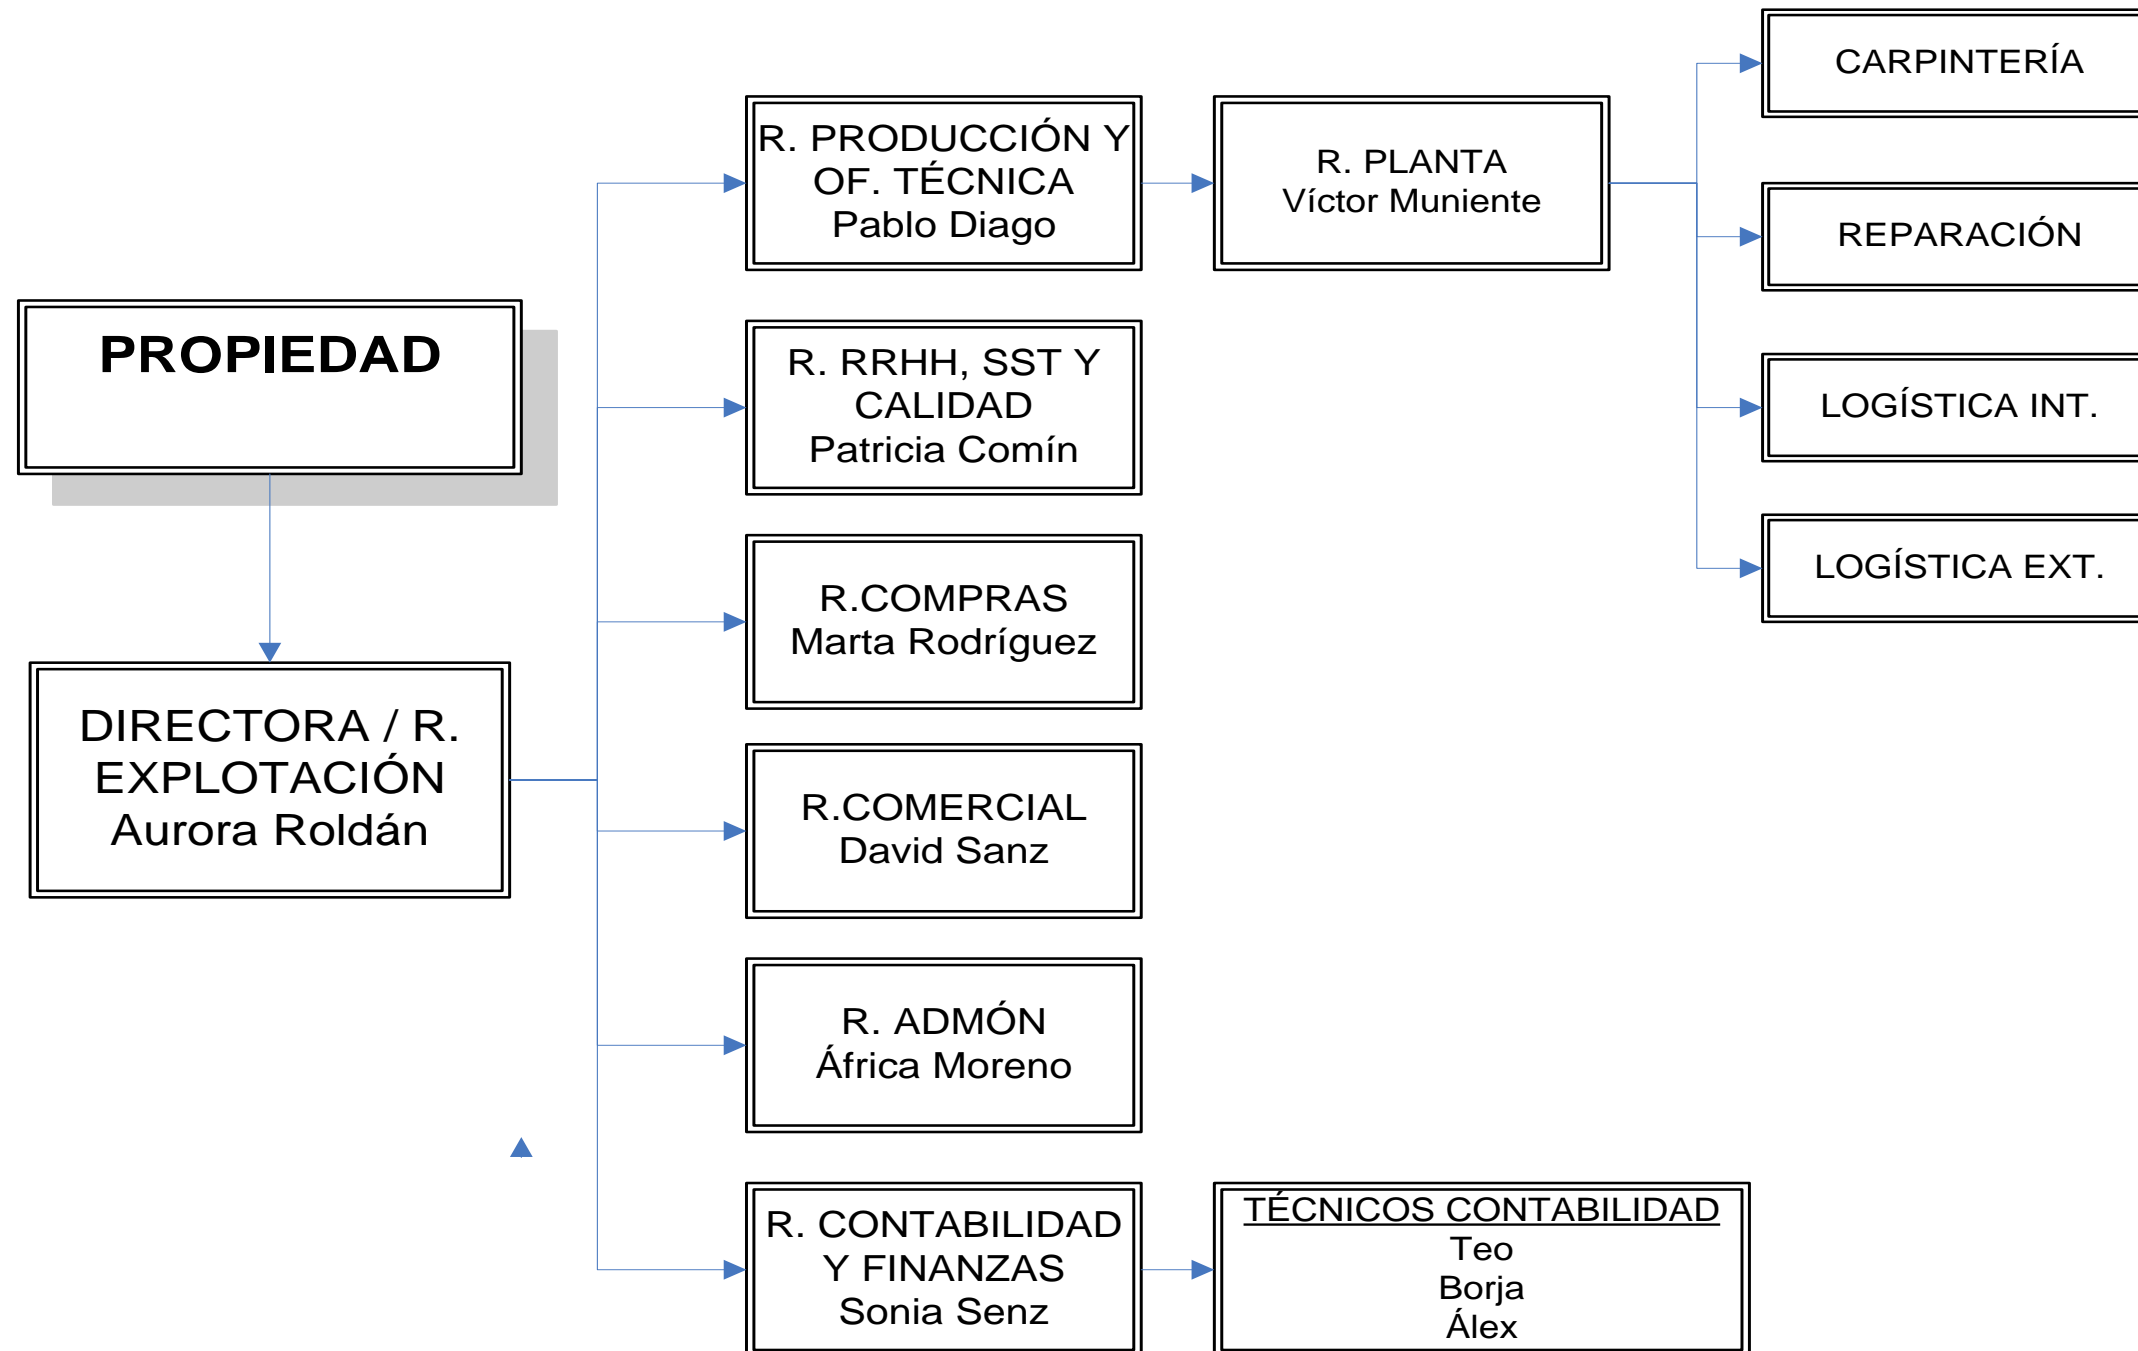 PROPIEDAD
DIRECTORA / R.
EXPLOTACIÓN
Aurora Roldán
R. PRODUCCIÓN Y
OF. TÉCNICA
Pablo Diago
R. RRHH, SST Y
CALIDAD
Patricia Comín
R.COMPRAS
Marta Rodríguez
R.COMERCIAL
David Sanz
R. ADMÓN
África Moreno
R. CONTABILIDAD
Y FINANZAS
Sonia Senz
R. PLANTA
Víctor Muniente
TÉCNICOS CONTABILIDAD
Teo
Borja
Álex
CARPINTERÍA
REPARACIÓN
LOGÍSTICA INT.
LOGÍSTICA EXT.